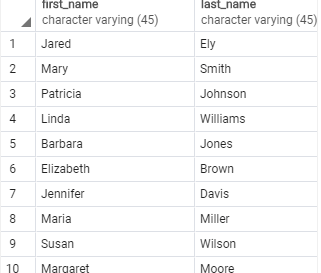 first_name last_name
character varying (45) character varying (45)
1 Jared Ely
2 Mary Smith
3 Patricia Johnson
4 Linda Williams
5 Barbara Jones
6 Elizabeth Brown
7 Jennifer Davis
8 Maria Miller
9 Susan Wilson
10 Margaret Moore